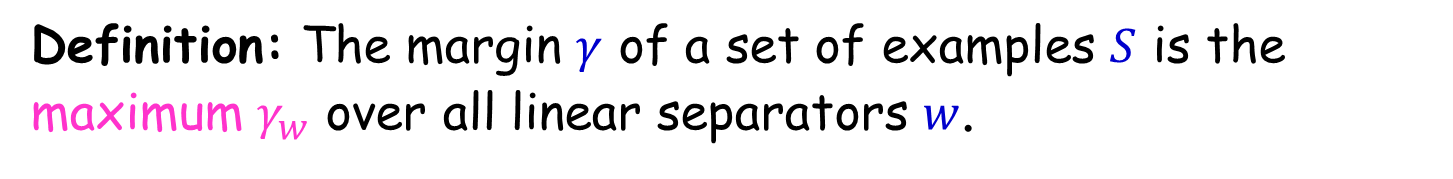 Definition: The margin γ of a set of examples S is the
maximum γ_w over all linear separators w.